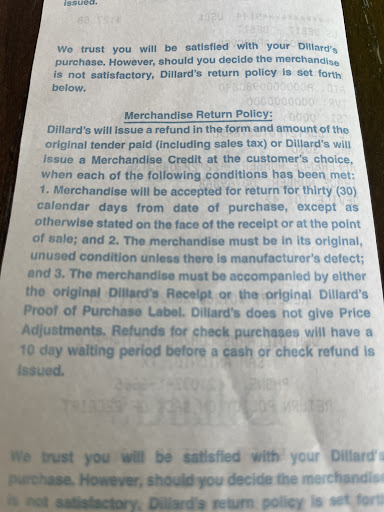 issued.
We trust you will be satisfied with your Dillard's
purchase. However, should you decide the merchandise
is not satisfactory, Dillard's return policy is set forth
below.
Merchandise Return Policy:
Dillard's will issue a refund in the form and amount of the
original tender paid (including sales tax) or Dillard's will
issue a Merchandise Credit at the customer's choice,
when each of the following conditions has been met:
1. Merchandise will be accepted for return for thirty (30)
calendar days from date of purchase, except as
otherwise stated on the face of the receipt or at the point
of sale; and 2. The merchandise must be in its original,
unused condition unless there is manufacturer's defect;
and 3. The merchandise must be accompanied by either
the original Dillard's Receipt or the original Dillard's
Proof of Purchase Label. Dillard's does not give Price
Adjustments. Refunds for check purchases will have a
10 day waiting period before a cash or check refund is
issued.
We trust you will be satisfied with your Dillard's
purchase. However, should you decide the merchandise
is not satisfactory, Dillard's return policy is set forth